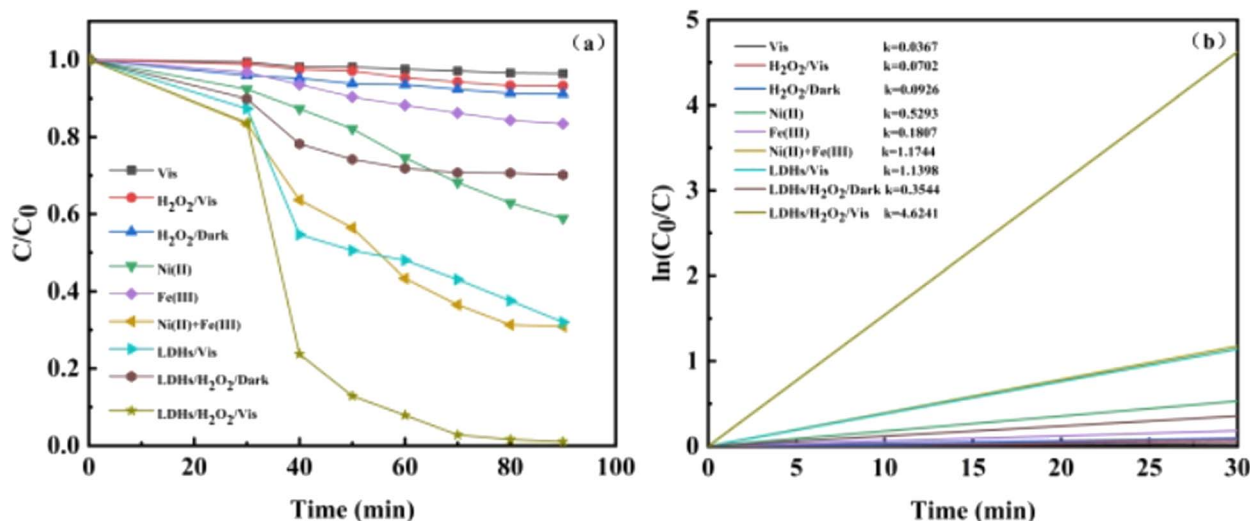 (a)
C/C₀
1.0
0.8
0.6
0.4
0.2
0.0
Vis
H₂O₂/Vis
H₂O₂/Dark
Ni(II)
Fe(III)
Ni(II)+Fe(III)
LDHs/Vis
LDHs/H₂O₂/Dark
LDHs/H₂O₂/Vis
0 20 40 60 80 100
Time (min)
(b)
ln(C₀/C)
5
4
3
2
1
0
Vis k=0.0367
H₂O₂/Vis k=0.0702
H₂O₂/Dark k=0.0926
Ni(II) k=0.5293
Fe(III) k=0.1807
Ni(II)+Fe(III) k=1.1744
LDHs/Vis k=1.1398
LDHs/H₂O₂/Dark k=0.3544
LDHs/H₂O₂/Vis k=4.6241
0 5 10 15 20 25 30
Time (min)